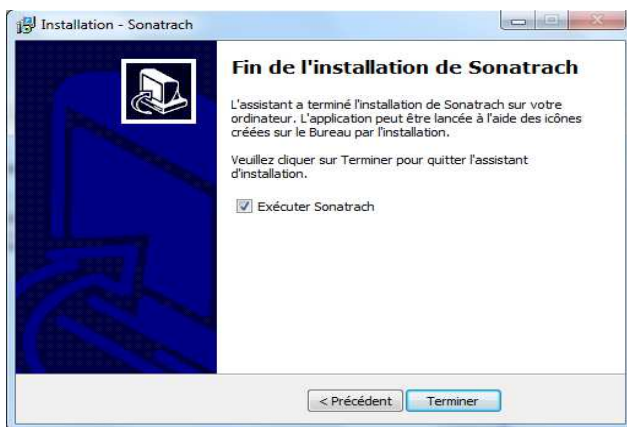 Installation - Sonatrach
Fin de l'installation de Sonatrach
L'assistant a terminé l'installation de Sonatrach sur votre
ordinateur. L'application peut être lancée à l'aide des icônes
créées sur le Bureau par l'installation.
Veuillez cliquer sur Terminer pour quitter l'assistant
d'installation.
Exécuter Sonatrach
< Précédent Terminer